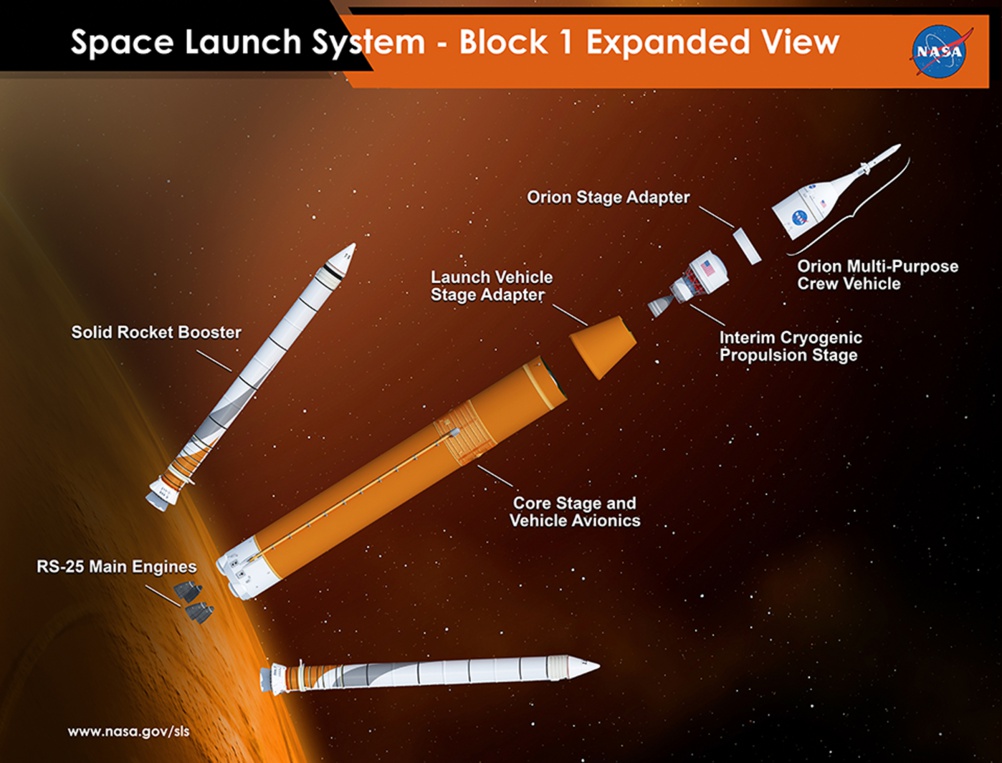 Space Launch System - Block 1 Expanded View
NASA
Orion Stage Adapter
Launch Vehicle
Stage Adapter
Orion Multi-Purpose
Crew Vehicle
Solid Rocket Booster
Interim Cryogenic
Propulsion Stage
Core Stage and
Vehicle Avionics
RS-25 Main Engines
www.nasa.gov/sls